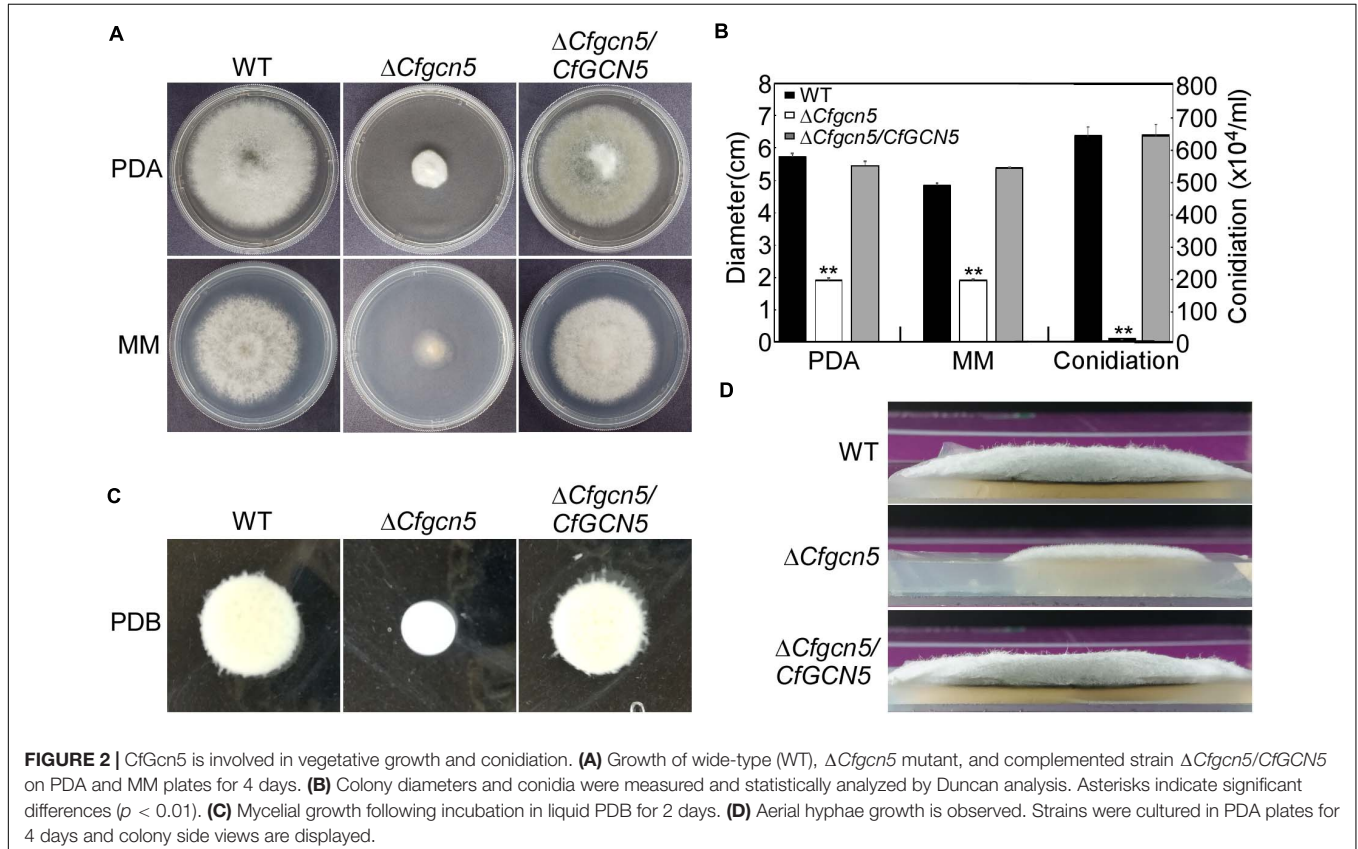 A
WT
ΔCfgcn5
ΔCfgcn5/
CfGCN5
PDA
MM
B
8
7
6
5
4
3
2
1
0
Diameter(cm)
WT
ΔCfgcn5
ΔCfgcn5/CfGCN5
**
**
**
800
700
600
500
400
300
200
100
0
Conidiation (x10⁴/ml)
PDA MM Conidiation
C
WT
ΔCfgcn5
ΔCfgcn5/
CfGCN5
PDB
D
WT
ΔCfgcn5
ΔCfgcn5/
CfGCN5
FIGURE 2 | CfGcn5 is involved in vegetative growth and conidiation. (A) Growth of wide-type (WT), ΔCfgcn5 mutant, and complemented strain ΔCfgcn5/CfGCN5
on PDA and MM plates for 4 days. (B) Colony diameters and conidia were measured and statistically analyzed by Duncan analysis. Asterisks indicate significant
differences (p < 0.01). (C) Mycelial growth following incubation in liquid PDB for 2 days. (D) Aerial hyphae growth is observed. Strains were cultured in PDA plates for
4 days and colony side views are displayed.